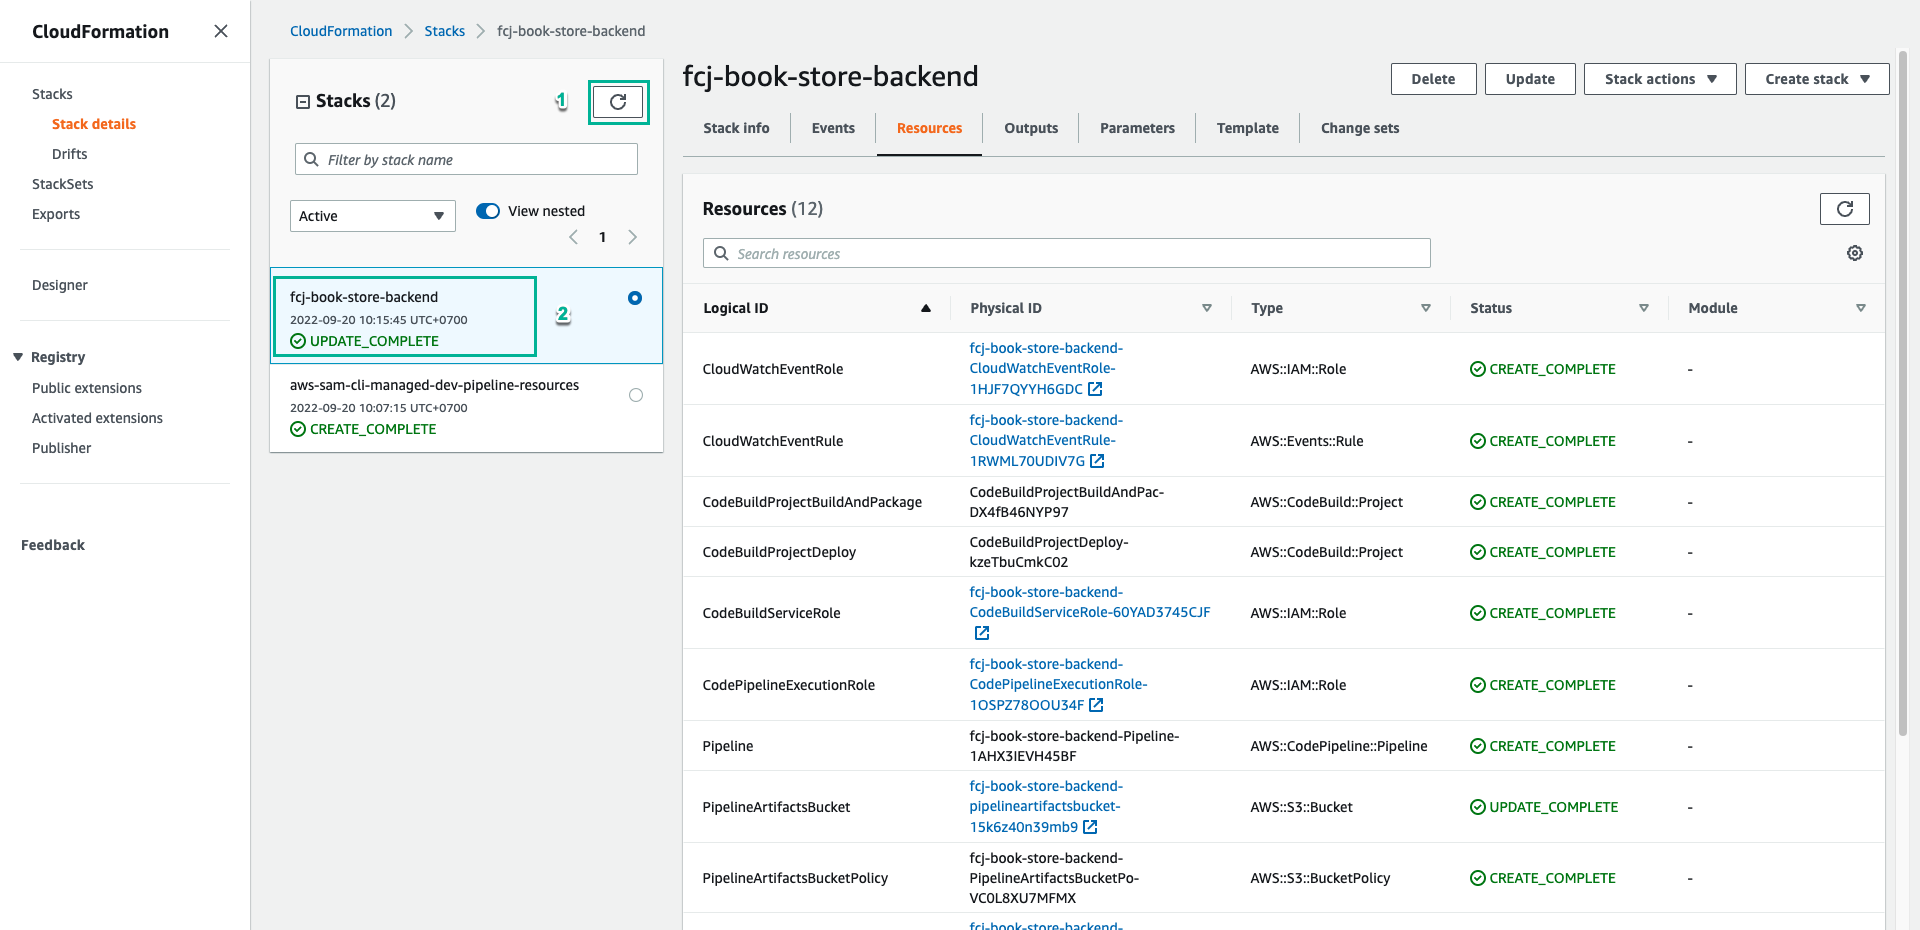 CloudFormation
Stacks
Stack details
Drifts
StackSets
Exports
Designer
Registry
Public extensions
Activated extensions
Publisher
Feedback
CloudFormation
Stacks
fcj-book-store-backend
Stacks (2)
1
Filter by stack name
Active
View nested
1
fcj-book-store-backend
2022-09-20 10:15:45 UTC+0700
UPDATE_COMPLETE
2
aws-sam-cli-managed-dev-pipeline-resources
2022-09-20 10:07:15 UTC+0700
CREATE_COMPLETE
fcj-book-store-backend
Delete
Update
Stack actions
Create stack
Stack info
Events
Resources
Outputs
Parameters
Template
Change sets
Resources (12)
Search resources
Logical ID
Physical ID
Type
Status
Module
CloudWatchEventRole
fcj-book-store-backend-
CloudWatchEventRole-
1HJF7QYYH6GDC
AWS::IAM::Role
CREATE_COMPLETE
-
CloudWatchEventRule
fcj-book-store-backend-
CloudWatchEventRule-
1RWML70UDIV7G
AWS::Events::Rule
CREATE_COMPLETE
-
CodeBuildProjectBuildAndPackage
CodeBuildProjectBuildAndPac-
DX4fB46NYP97
AWS::CodeBuild::Project
CREATE_COMPLETE
-
CodeBuildProjectDeploy
CodeBuildProjectDeploy-
kzeTbuCmkC02
AWS::CodeBuild::Project
CREATE_COMPLETE
-
CodeBuildServiceRole
fcj-book-store-backend-
CodeBuildServiceRole-60YAD3745CJF
AWS::IAM::Role
CREATE_COMPLETE
-
CodePipelineExecutionRole
fcj-book-store-backend-
CodePipelineExecutionRole-
1OSPZ78OOU34F
AWS::IAM::Role
CREATE_COMPLETE
-
Pipeline
fcj-book-store-backend-Pipeline-
1AHX3IEVH45BF
AWS::CodePipeline::Pipeline
CREATE_COMPLETE
-
PipelineArtifactsBucket
fcj-book-store-backend-
pipelineartifactsbucket-
15k6z40n39mb9
AWS::S3::Bucket
UPDATE_COMPLETE
-
PipelineArtifactsBucketPolicy
fcj-book-store-backend-
PipelineArtifactsBucketPo-
VC0L8XU7MFMX
AWS::S3::BucketPolicy
CREATE_COMPLETE
-
fcj-book-store-backend-